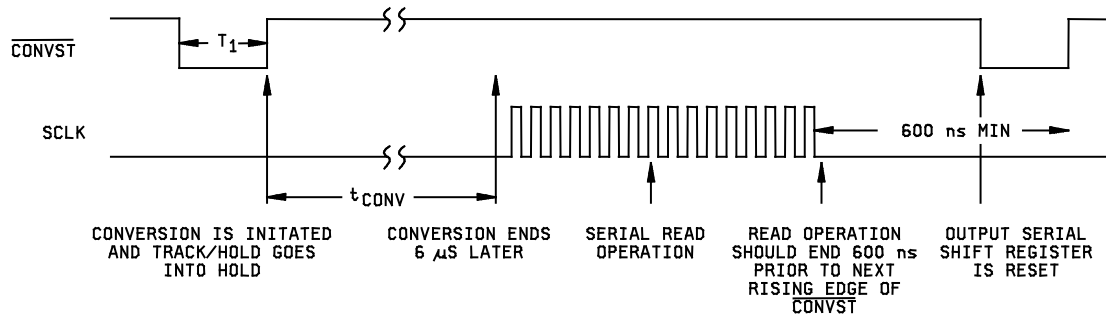 T1
CONVST
SCLK
600 ns MIN
tCONV
CONVERSION IS INITATED
AND TRACK/HOLD GOES
INTO HOLD
CONVERSION ENDS
6 µS LATER
SERIAL READ
OPERATION
READ OPERATION
SHOULD END 600 ns
PRIOR TO NEXT
RISING EDGE OF
CONVST
OUTPUT SERIAL
SHIFT REGISTER
IS RESET